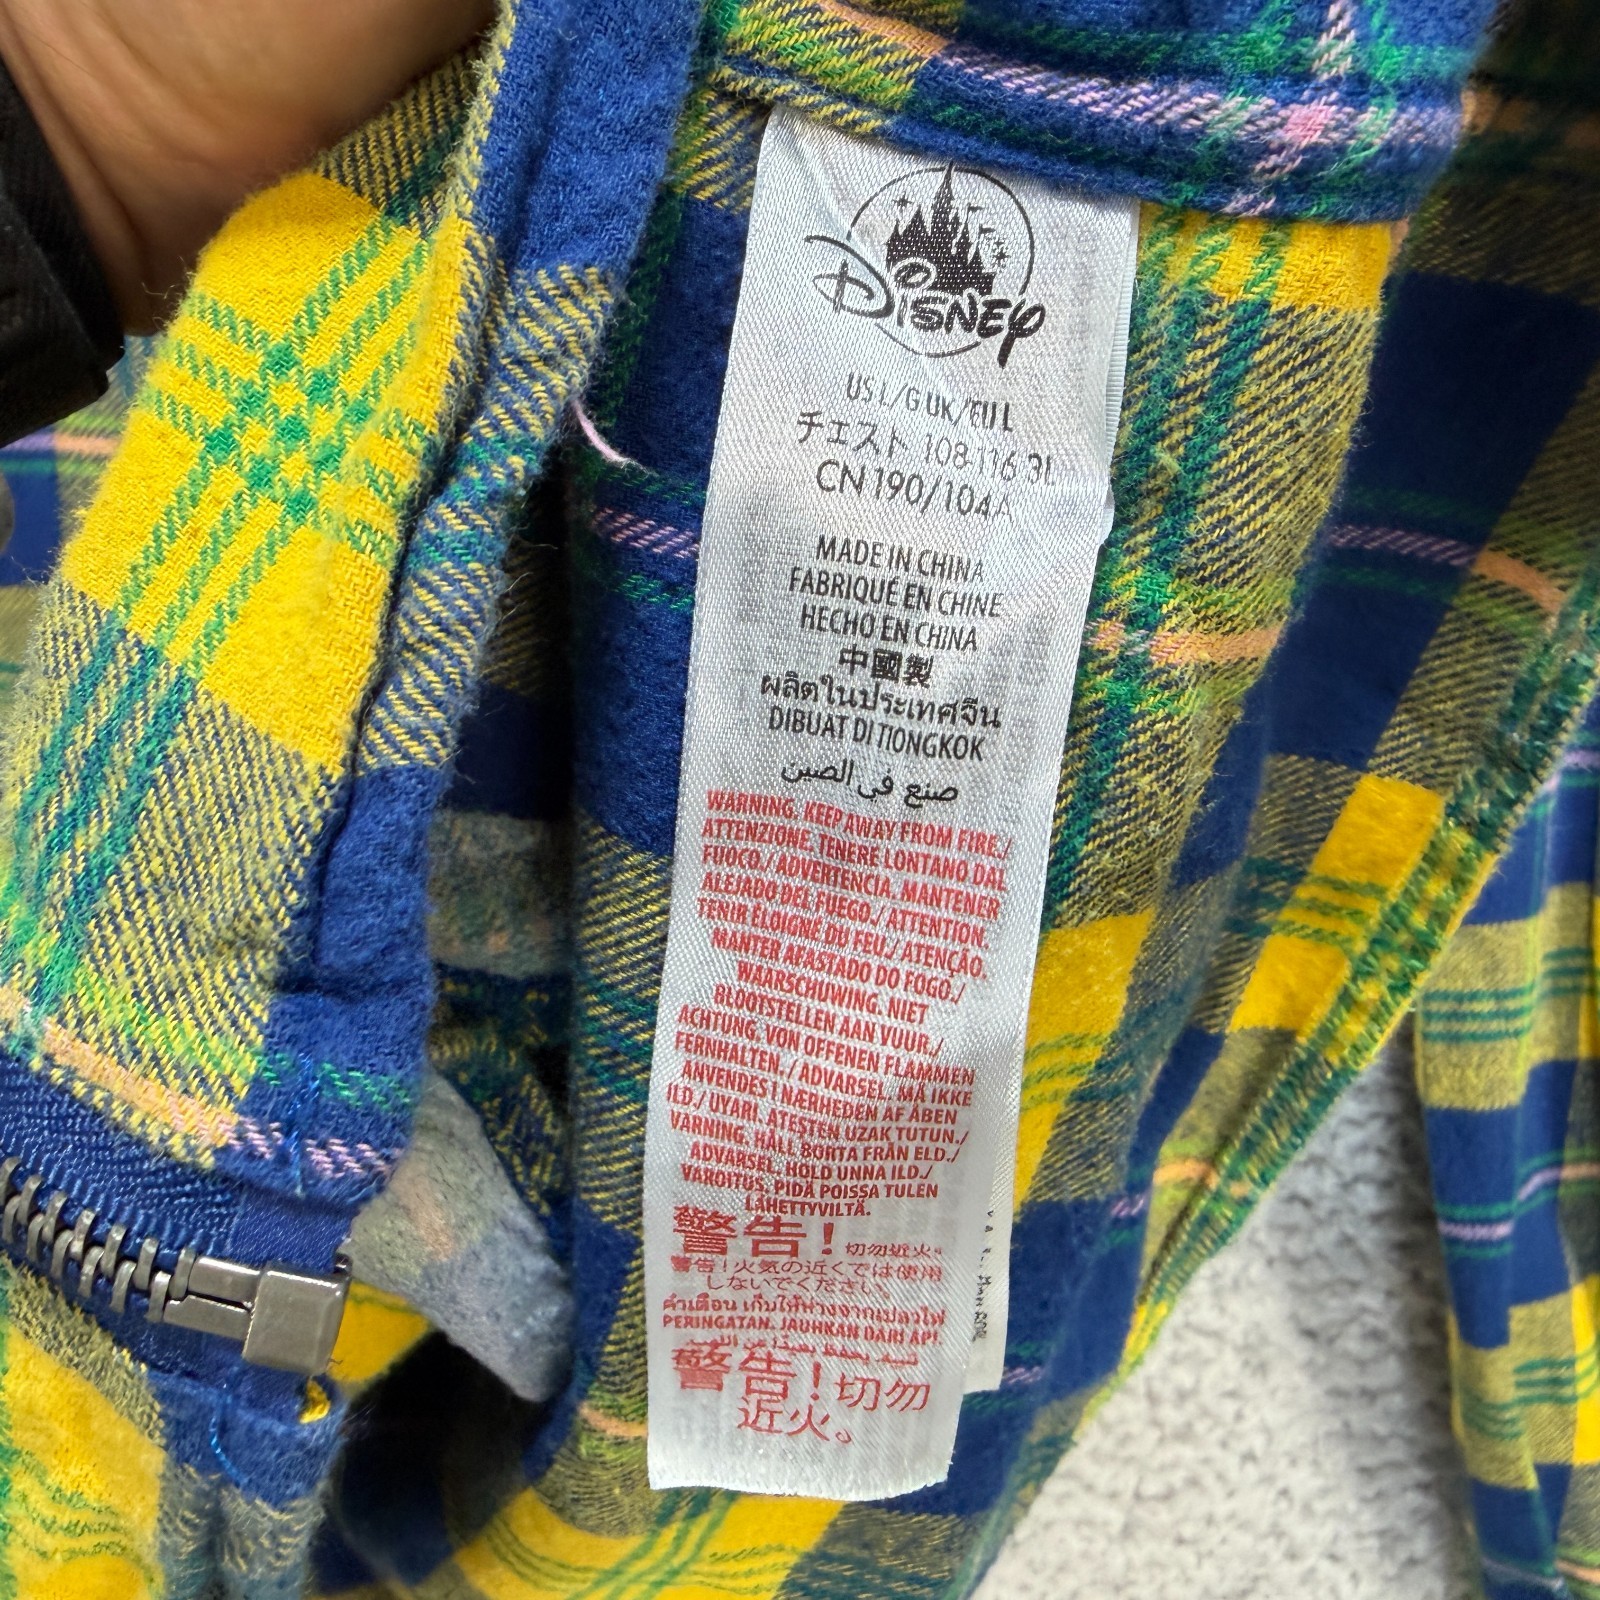 Disney
US L/G UK/EU L
チェスト 108-116 3L
CN 190/104A
MADE IN CHINA
FABRIQUÉ EN CHINE
HECHO EN CHINA
中國製
ผลิตในประเทศจีน
DIBUAT DI TIONGKOK
صنع في الصين
WARNING. KEEP AWAY FROM FIRE./
ATTENZIONE. TENERE LONTANO DAL
FUOCO./ ADVERTENCIA. MANTENER
ALEJADO DEL FUEGO./ ATTENTION.
TENIR ÉLOIGNÉ DU FEU./ ATENÇÃO.
MANTER AFASTADO DO FOGO./
WAARSCHUWING. NIET
BLOOTSTELLEN AAN VUUR./
ACHTUNG. VON OFFENEN FLAMMEN
FERNHALTEN. / ADVARSEL. MÅ IKKE
ANVENDES I NÆRHEDEN AF ÅBEN
ILD./ UYARI. ATEŞTEN UZAK TUTUN./
VARNING. HÅLL BORTA FRÅN ELD./
ADVARSEL. HOLD UNNA ILD./
VAROITUS. PIDÄ POISSA TULEN
LÄHETTYVILTÄ.
警告! 切勿近火。
警告!火気の近くでは使用
しないでください。
คำเตือน เก็บให้ห่างจากเปลวไฟ
PERINGATAN. JAUHKAN DARI API.
警告!切勿
近火。